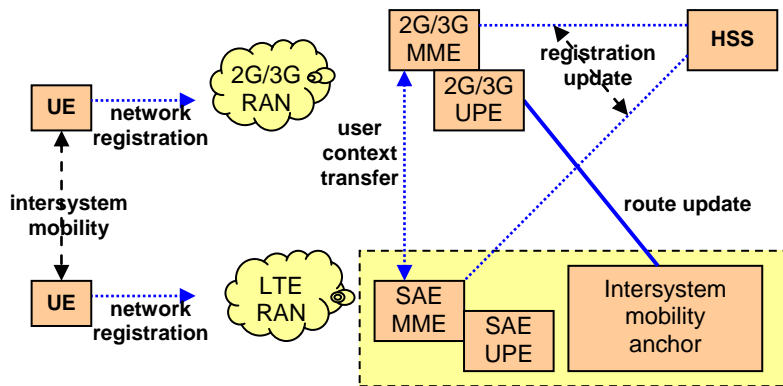 2G/3G
MME
HSS
registration
update
2G/3G
UPE
2G/3G
RAN
UE
network
registration
user
context
transfer
intersystem
mobility
route update
UE
network
registration
LTE
RAN
SAE
MME
SAE
UPE
Intersystem
mobility
anchor